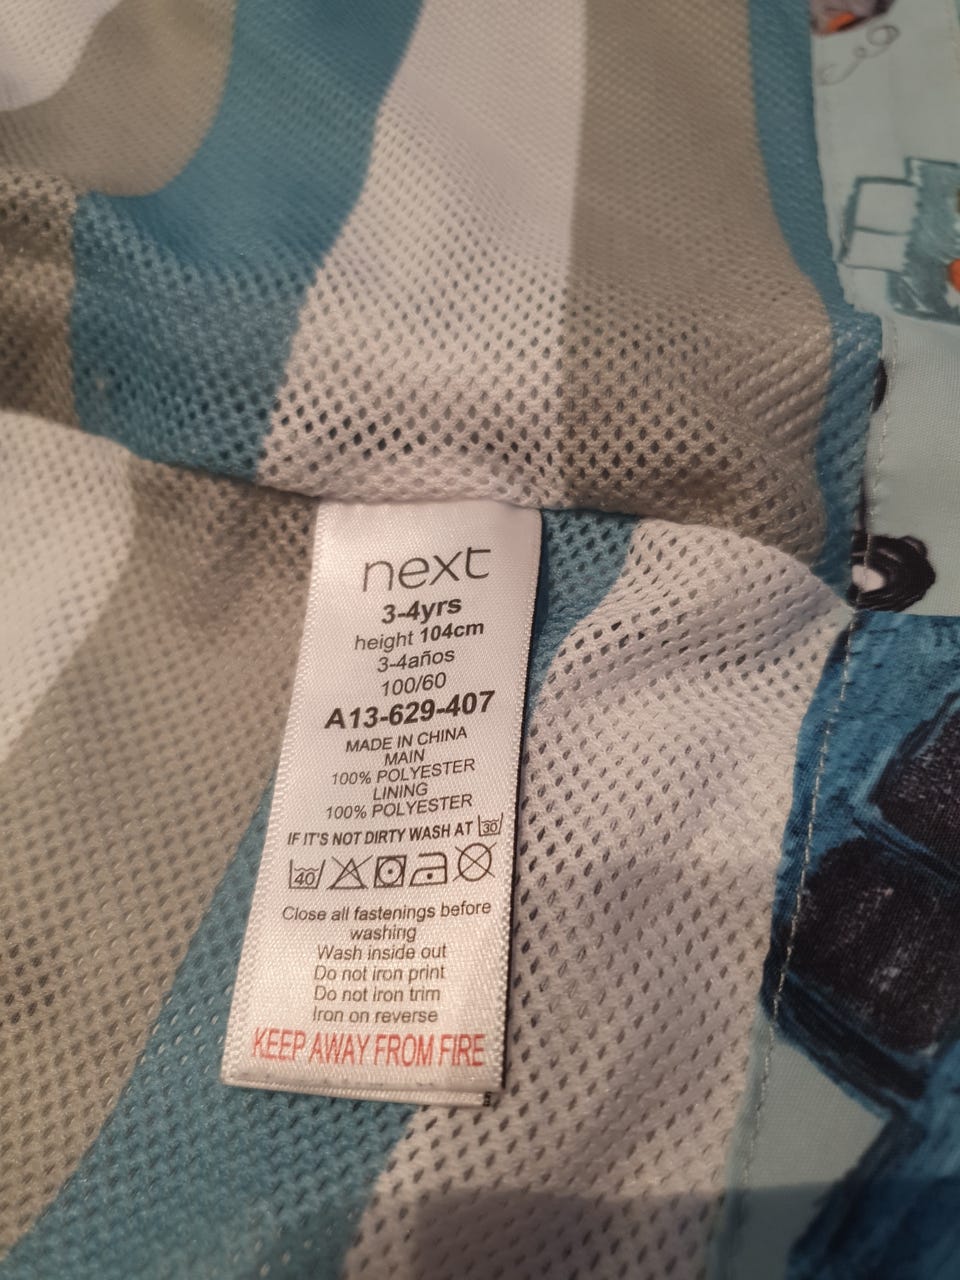 next
3-4yrs
height 104cm
3-4años
100/60
A13-629-407
MADE IN CHINA
MAIN
100% POLYESTER
LINING
100% POLYESTER
IF IT'S NOT DIRTY WASH AT 30
40
Close all fastenings before
washing
Wash inside out
Do not iron print
Do not iron trim
Iron on reverse
KEEP AWAY FROM FIRE